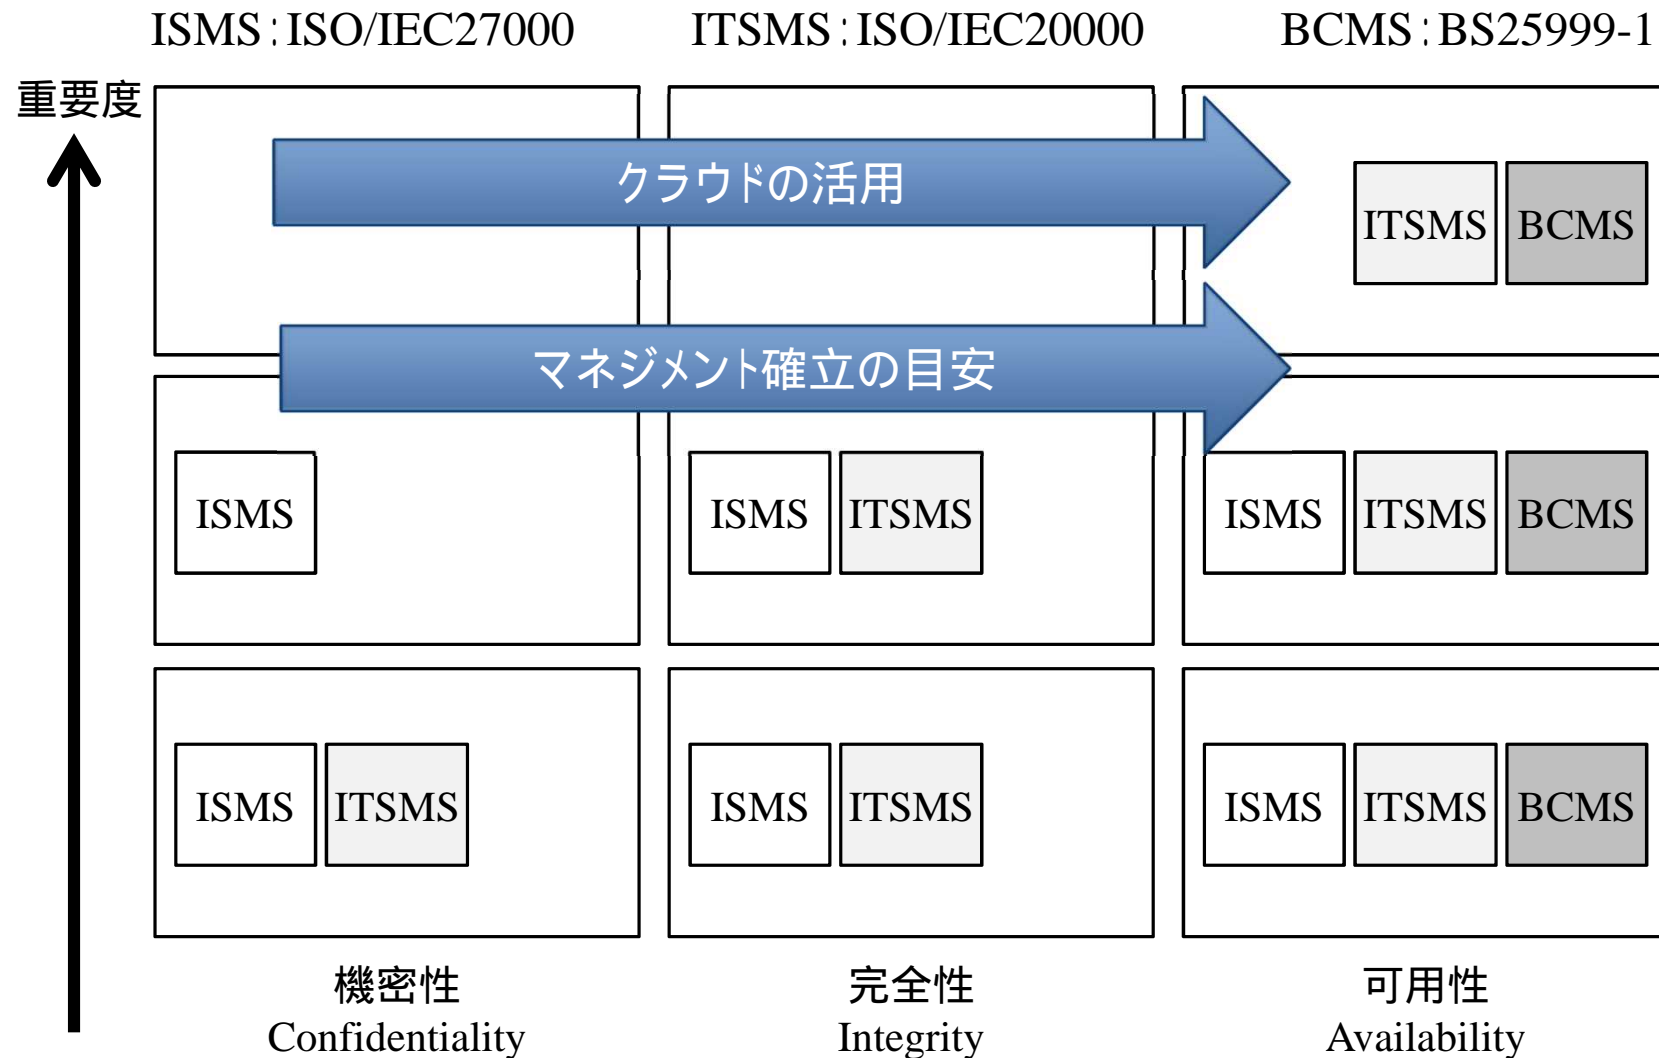 ISMS:ISO/IEC27000 ITSMS:ISO/IEC20000 BCMS:BS25999-1
重要度
クラウドの活用
ITSMS BCMS
マネジメント確立の目安
ISMS ISMS ITSMS ISMS ITSMS BCMS
ISMS ITSMS ISMS ITSMS ISMS ITSMS BCMS
機密性 完全性 可用性
Confidentiality Integrity Availability